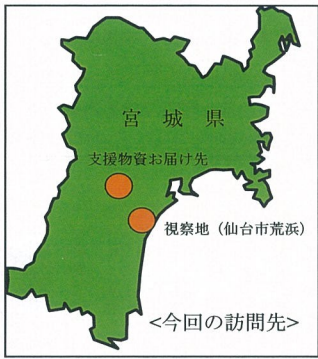 宮城県
支援物資お届け先
視察地（仙台市荒浜）
<今回の訪問先>